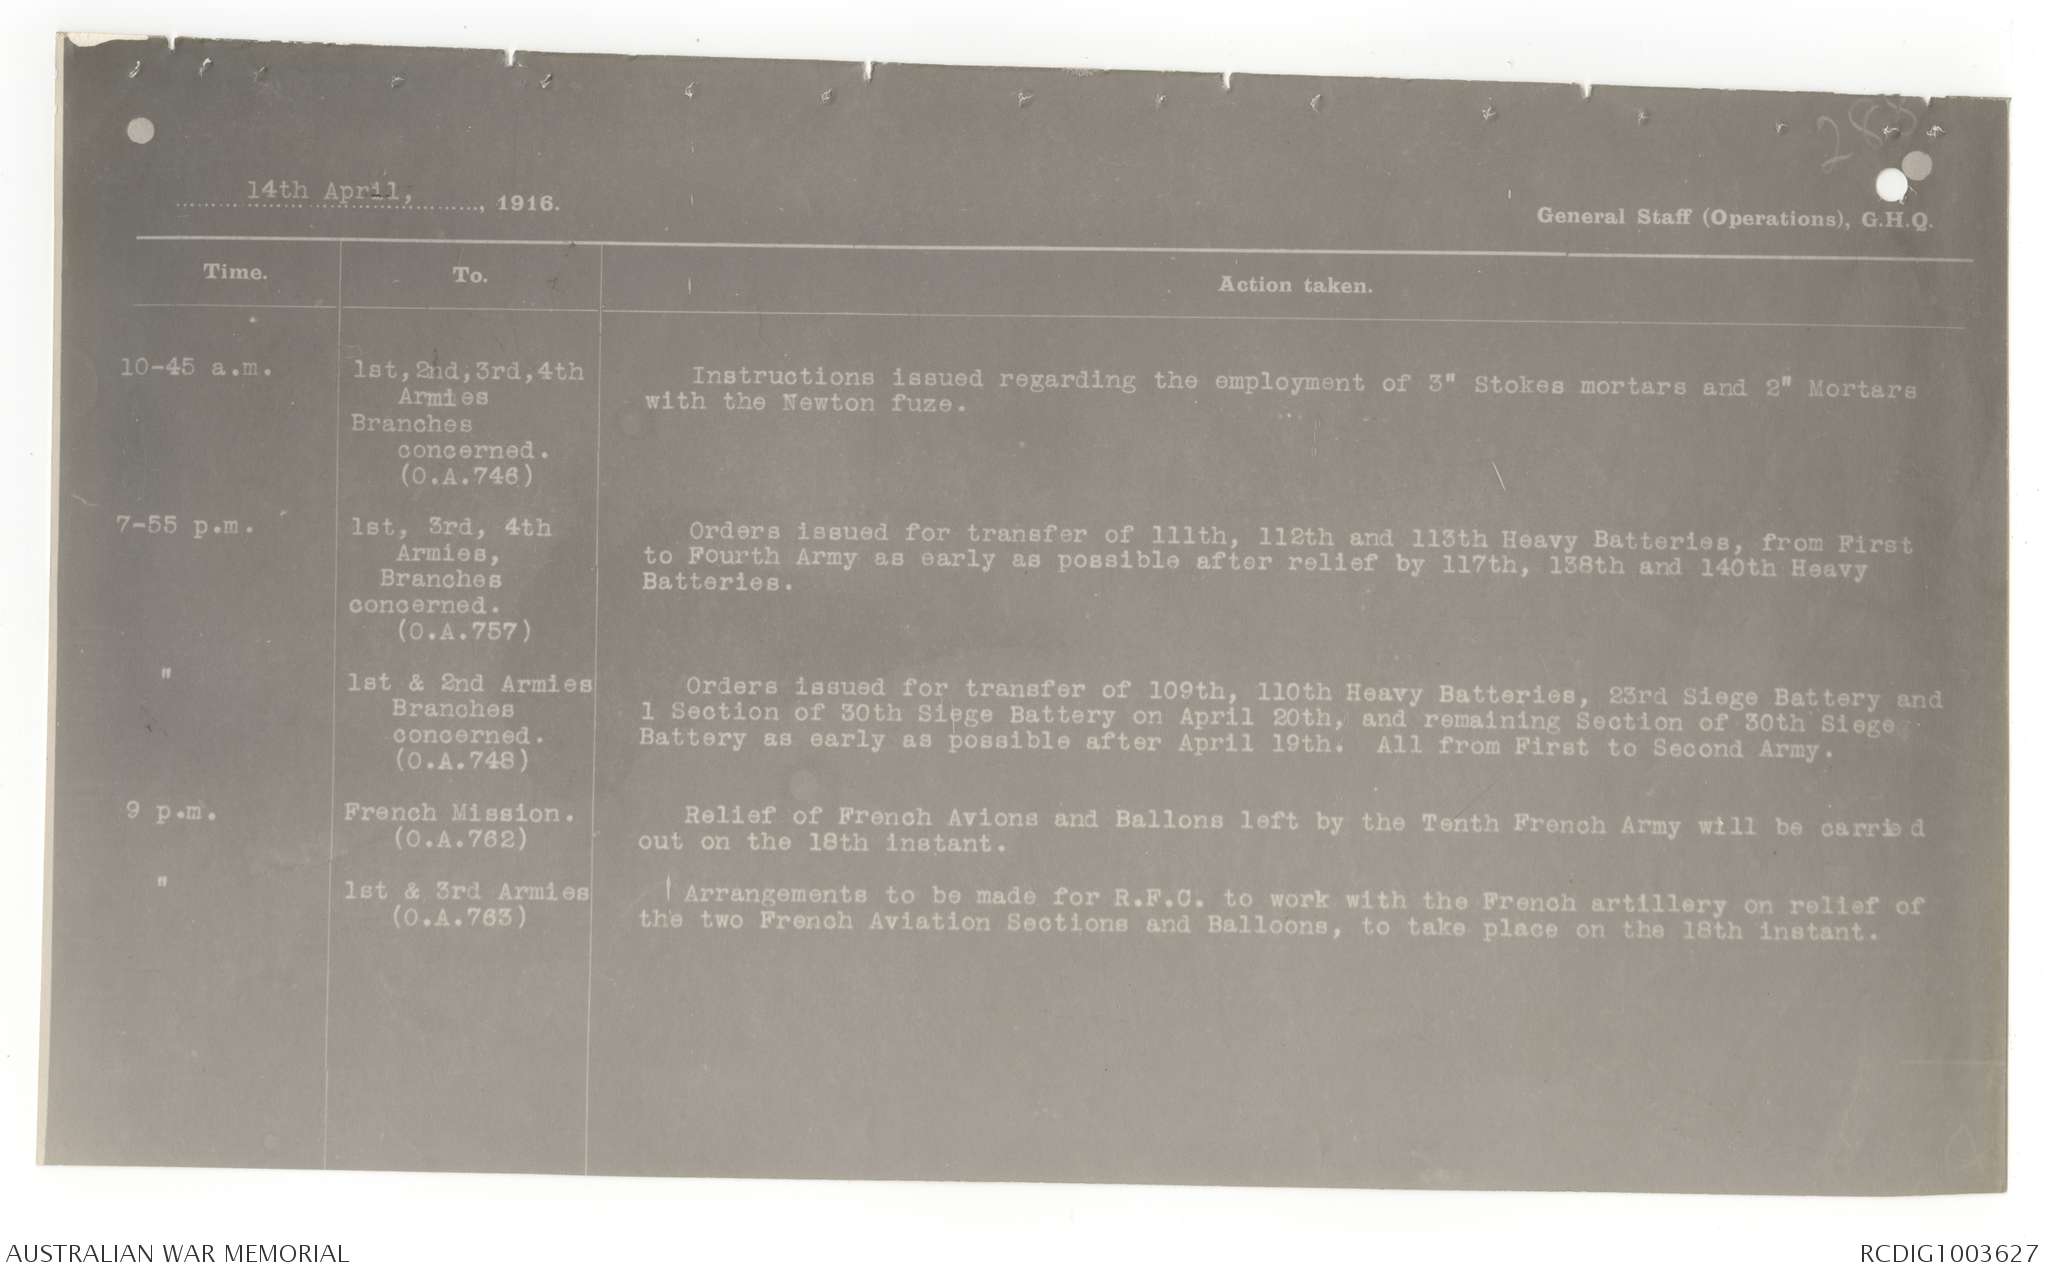 288
14th April, 1916.
General Staff (Operations), G.H.Q.
Time. To. Action taken.
10-45 a.m. 1st,2nd,3rd,4th Instructions issued regarding the employment of 3" Stokes mortars and 2" Mortars
Armies with the Newton fuze.
Branches
concerned.
(O.A.746)
7-55 p.m. 1st, 3rd, 4th Orders issued for transfer of 111th, 112th and 113th Heavy Batteries, from First
Armies, to Fourth Army as early as possible after relief by 117th, 138th and 140th Heavy
Branches Batteries.
concerned.
(O.A.757)
" 1st & 2nd Armies Orders issued for transfer of 109th, 110th Heavy Batteries, 23rd Siege Battery and
Branches 1 Section of 30th Siege Battery on April 20th, and remaining Section of 30th Siege
concerned. Battery as early as possible after April 19th. All from First to Second Army.
(O.A.748)
9 p.m. French Mission. Relief of French Avions and Ballons left by the Tenth French Army will be carried
(O.A.762) out on the 18th instant.
" 1st & 3rd Armies Arrangements to be made for R.F.C. to work with the French artillery on relief of
(O.A.763) the two French Aviation Sections and Balloons, to take place on the 18th instant.
AUSTRALIAN WAR MEMORIAL
RCDIG1003627